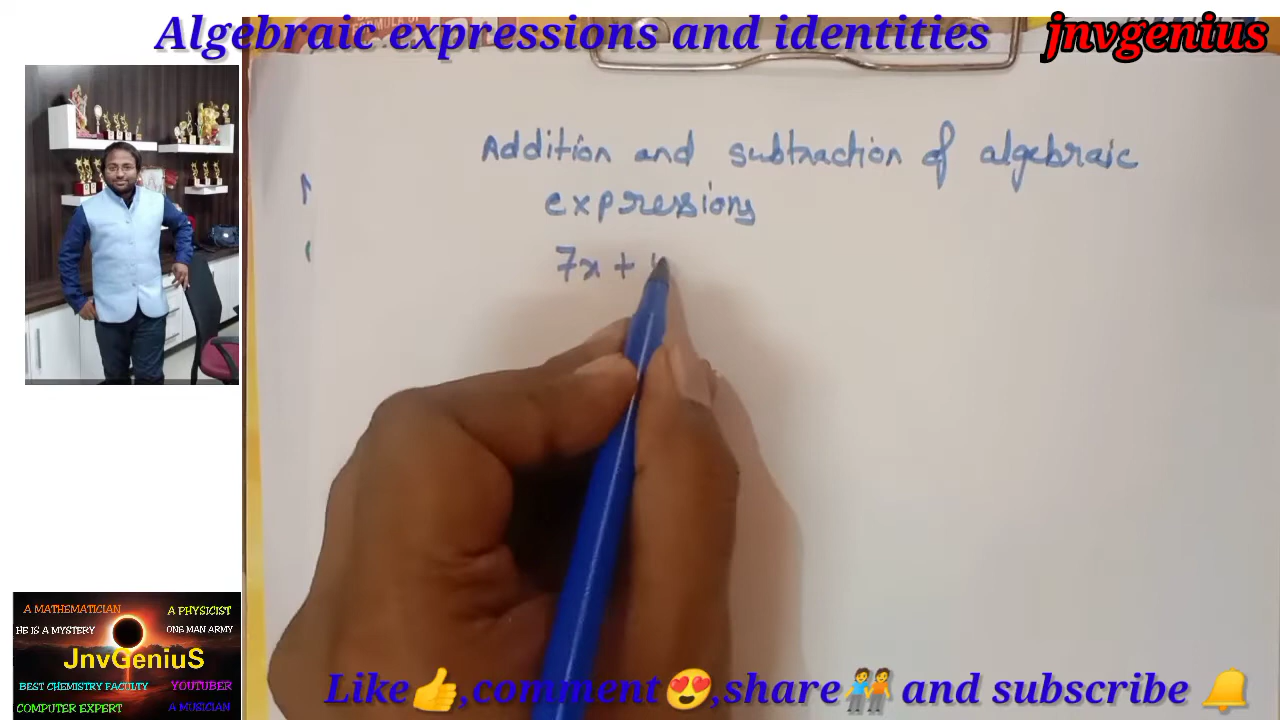 Algebraic expressions and identities
jnvgenius
Addition and subtraction of algebraic
expressions
7x +
A MATHEMATICIAN
A PHYSICIST
HE IS A MYSTERY
ONE MAN ARMY
JnvGeniuS
BEST CHEMISTRY FACULTY
YOUTUBER
COMPUTER EXPERT
A MUSICIAN
Like👍,comment😍,share👬 and subscribe 🔔